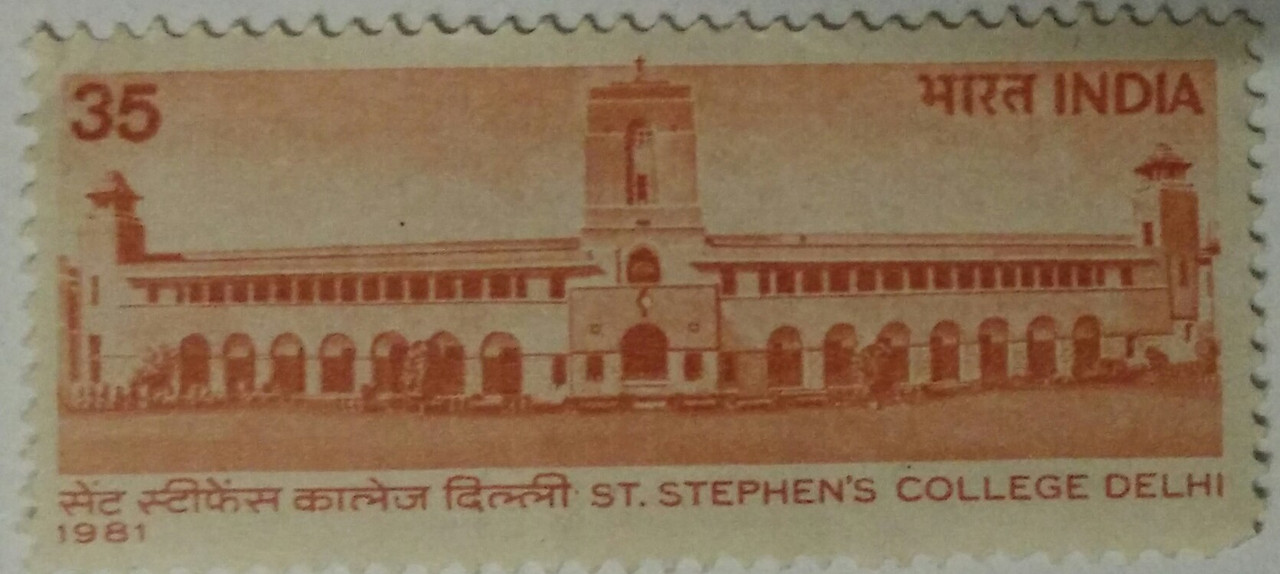 35
भारत INDIA
सेंट स्टीफेंस कालेज दिल्ली ST. STEPHEN'S COLLEGE DELHI
1981